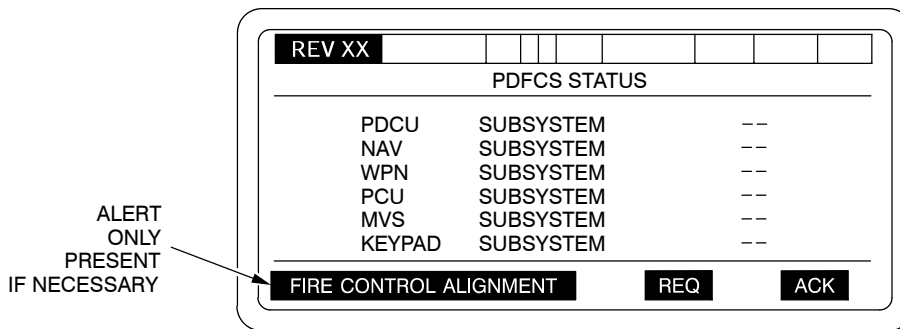 REV XX
PDFCS STATUS
PDCU SUBSYSTEM – –
NAV SUBSYSTEM – –
WPN SUBSYSTEM – –
PCU SUBSYSTEM – –
MVS SUBSYSTEM – –
KEYPAD SUBSYSTEM – –
FIRE CONTROL ALIGNMENT REQ ACK
ALERT
ONLY
PRESENT
IF NECESSARY